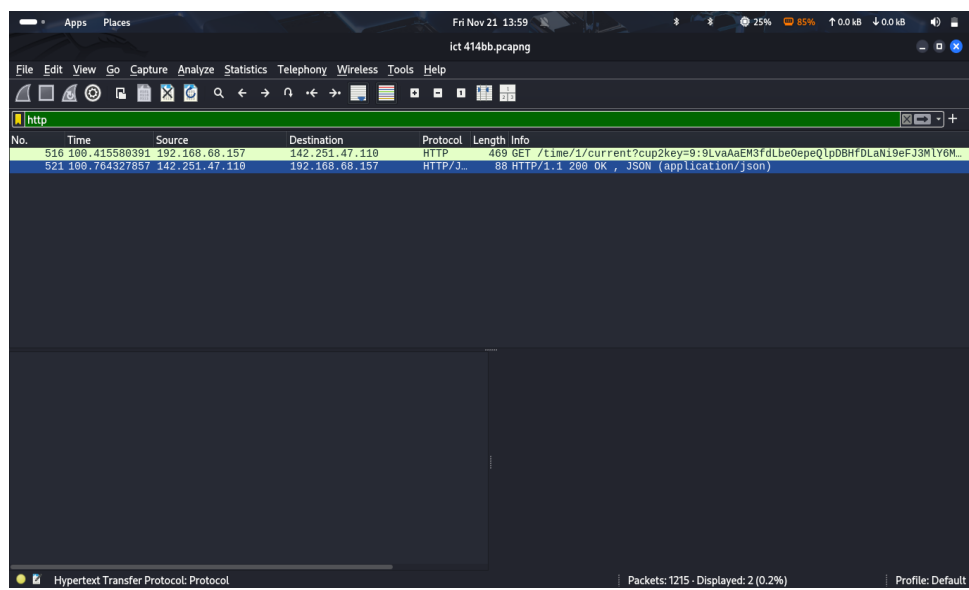 Apps Places Fri Nov 21 13:59 25% 85% 0.0 kB 0.0 kB
ict 414bb.pcapng
File Edit View Go Capture Analyze Statistics Telephony Wireless Tools Help
http
No. Time Source Destination Protocol Length Info
516 100.415580391 192.168.68.157 142.251.47.110 HTTP 469 GET /time/1/current?cup2key=9:9LvaAaEM3fdLbeOepeQlpDBHfDLaNi9eFJ3MlY6M…
521 100.764327857 142.251.47.110 192.168.68.157 HTTP/J… 88 HTTP/1.1 200 OK , JSON (application/json)
Hypertext Transfer Protocol: Protocol Packets: 1215 · Displayed: 2 (0.2%) Profile: Default